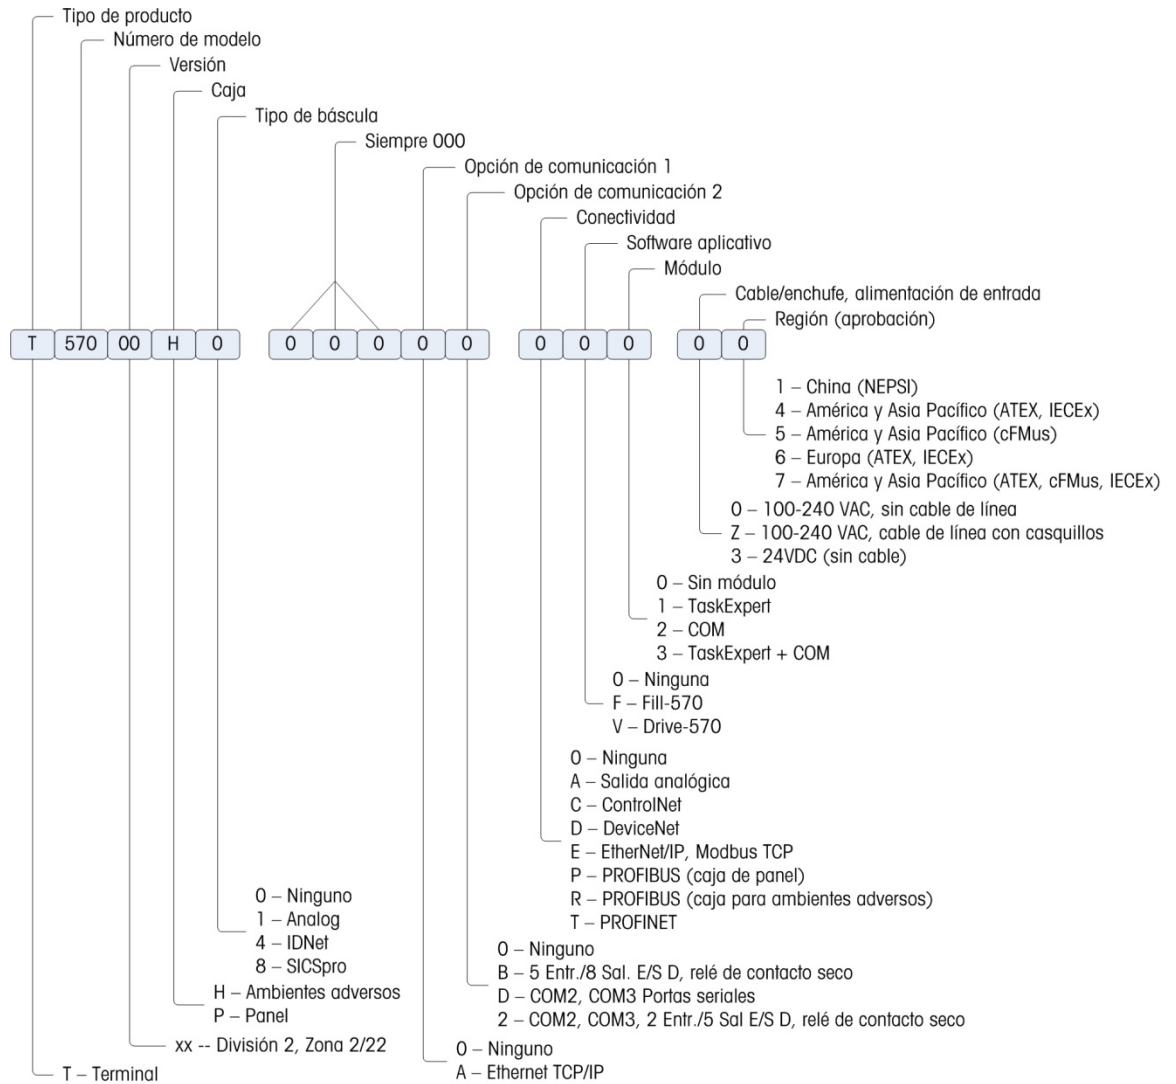 Tipo de producto
Número de modelo
Versión
Caja
Tipo de báscula
Siempre 000
Opción de comunicación 1
Opción de comunicación 2
Conectividad
Software aplicativo
Módulo
Cable/enchufe, alimentación de entrada
Región (aprobación)
T 570 00 H 0 0 0 0 0 0 0 0 0 0 0
1 – China (NEPSI)
4 – América y Asia Pacífico (ATEX, IECEx)
5 – América y Asia Pacífico (cFMus)
6 – Europa (ATEX, IECEx)
7 – América y Asia Pacífico (ATEX, cFMus, IECEx)
0 – 100-240 VAC, sin cable de línea
Z – 100-240 VAC, cable de línea con casquillos
3 – 24VDC (sin cable)
0 – Sin módulo
1 – TaskExpert
2 – COM
3 – TaskExpert + COM
0 – Ninguna
F – Fill-570
V – Drive-570
0 – Ninguna
A – Salida analógica
C – ControlNet
D – DeviceNet
E – EtherNet/IP, Modbus TCP
P – PROFIBUS (caja de panel)
R – PROFIBUS (caja para ambientes adversos)
T – PROFINET
0 – Ninguno
1 – Analog
4 – IDNet
8 – SICSpro
0 – Ninguno
B – 5 Entr./8 Sal. E/S D, relé de contacto seco
D – COM2, COM3 Portas seriales
2 – COM2, COM3, 2 Entr./5 Sal E/S D, relé de contacto seco
H – Ambientes adversos
P – Panel
xx -- División 2, Zona 2/22
0 – Ninguno
A – Ethernet TCP/IP
T – Terminal